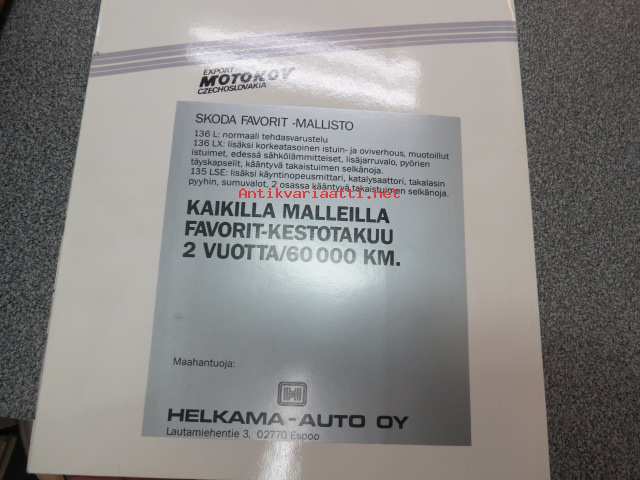 EXPORT
MOTOKOV
CZECHOSLOVAKIA
SKODA FAVORIT -MALLISTO
136 L: normaali tehdasvarustelu
136 LX: lisäksi korkeatasoinen istuin- ja oviverhous, muotoillut
istuimet, edessä sähkölämmitteiset, lisäjarruvalo, pyörien
täyskapselit, kääntyvä takaistuimen selkänoja.
135 LSE: lisäksi käyntinopeusmittari, katalysaattori, takalasin
pyyhin, sumuvalot, 2 osassa kääntyvä takaistuimen selkänoja.
Antikvariaatti.net
KAIKILLA MALLEILLA
FAVORIT-KESTOTAKUU
2 VUOTTA/60 000 KM.
Maahantuoja:
HELKAMA-AUTO OY
Lautamiehentie 3, 02770 Espoo